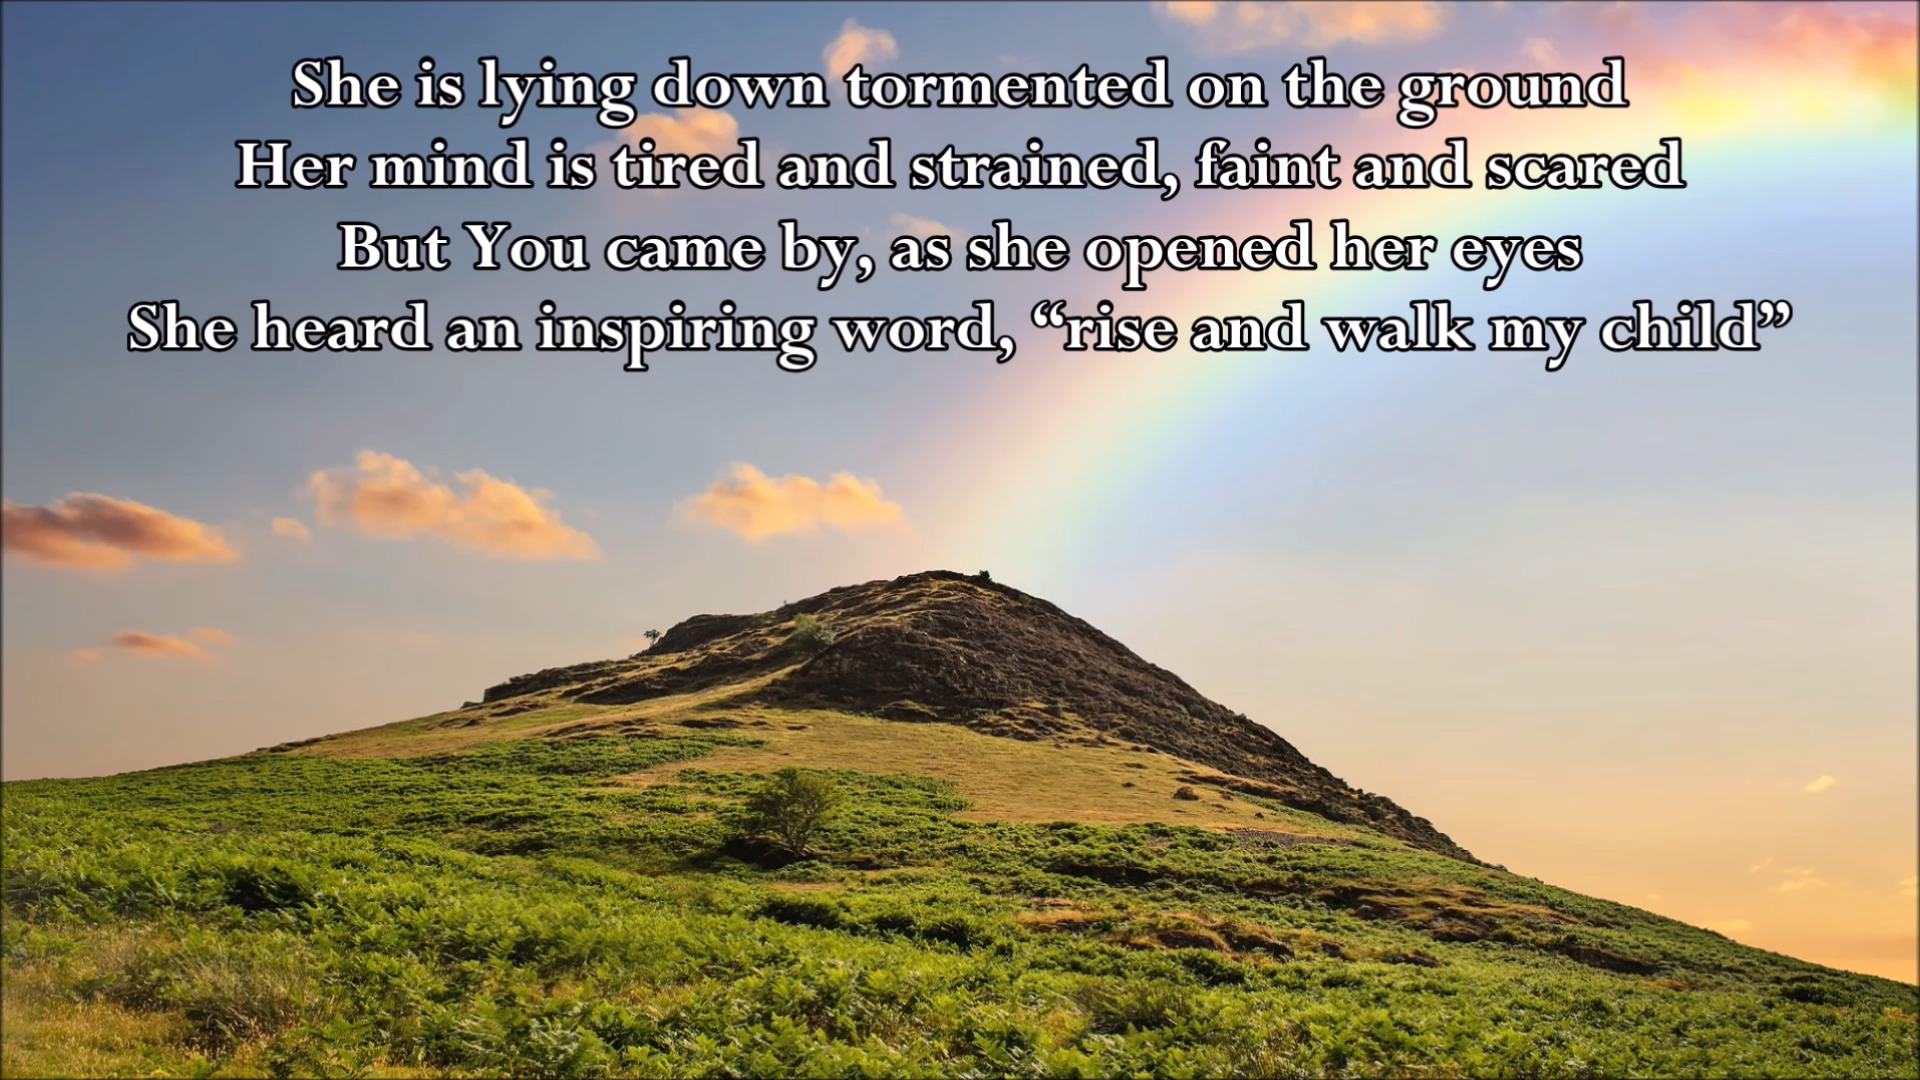 She is lying down tormented on the ground
Her mind is tired and strained, faint and scared
But You came by, as she opened her eyes
She heard an inspiring word, “rise and walk my child”